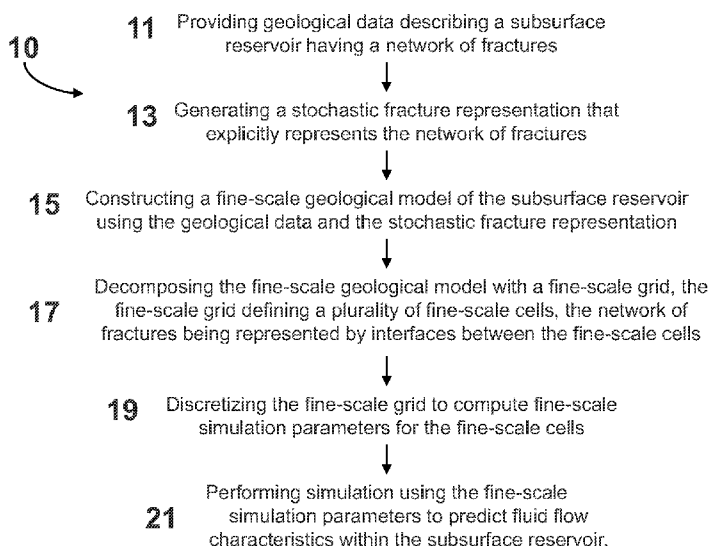 10
11 Providing geological data describing a subsurface
reservoir having a network of fractures
13 Generating a stochastic fracture representation that
explicitly represents the network of fractures
15 Constructing a fine-scale geological model of the subsurface reservoir
using the geological data and the stochastic fracture representation
Decomposing the fine-scale geological model with a fine-scale grid, the
17 fine-scale grid defining a plurality of fine-scale cells, the network of
fractures being represented by interfaces between the fine-scale cells
19 Discretizing the fine-scale grid to compute fine-scale
simulation parameters for the fine-scale cells
Performing simulation using the fine-scale
21 simulation parameters to predict fluid flow
characteristics within the subsurface reservoir.